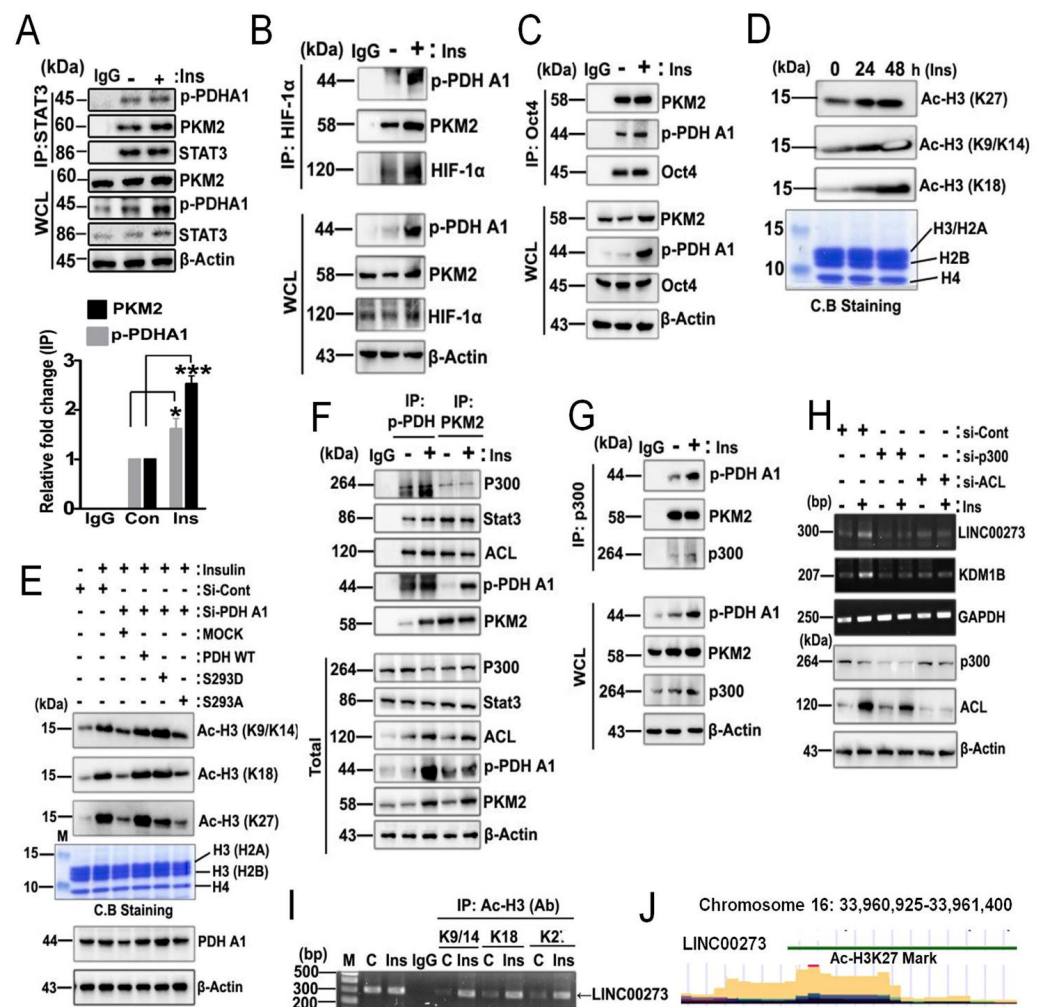 A
(kDa)
IgG - + :Ins
IP:STAT3
45 p-PDHA1
60 PKM2
86 STAT3
WCL
60 PKM2
45 p-PDHA1
86 STAT3
45 β-Actin
PKM2
p-PDHA1
Relative fold change (IP)
3
2
1
0
* ***
IgG Con Ins
B
(kDa) IgG - + : Ins
IP: HIF-1α
44 p-PDH A1
58 PKM2
120 HIF-1α
WCL
44 p-PDH A1
58 PKM2
120 HIF-1α
43 β-Actin
C
(kDa) IgG - + : Ins
IP: Oct4
58 PKM2
44 p-PDH A1
45 Oct4
WCL
58 PKM2
44 p-PDH A1
45 Oct4
43 β-Actin
D
(kDa) 0 24 48 h (Ins)
15 Ac-H3 (K27)
15 Ac-H3 (K9/K14)
15 Ac-H3 (K18)
15 H3/H2A
H2B
10 H4
C.B Staining
E
- + + + + + :Insulin
+ + - - - - :Si-Cont
- - + + + + :Si-PDH A1
- - + - - - :MOCK
- - - + - - :PDH WT
- - - - + - :S293D
- - - - - + :S293A
(kDa)
15 Ac-H3 (K9/K14)
15 Ac-H3 (K18)
15 Ac-H3 (K27)
M
15 H3 (H2A)
H3 (H2B)
10 H4
C.B Staining
44 PDH A1
43 β-Actin
F
IP: IP:
p-PDH PKM2
(kDa) IgG - + - + : Ins
264 P300
86 Stat3
120 ACL
44 p-PDH A1
58 PKM2
Total
264 P300
86 Stat3
120 ACL
44 p-PDH A1
58 PKM2
43 β-Actin
G
(kDa) IgG - + : Ins
IP: p300
44 p-PDH A1
58 PKM2
264 p300
WCL
44 p-PDH A1
58 PKM2
264 p300
43 β-Actin
H
+ + - - - - :si-Cont
- - + + - - :si-p300
- - - - + + :si-ACL
(bp) - + - + - + : Ins
300 LINC00273
207 KDM1B
250 GAPDH
(kDa)
264 p300
120 ACL
43 β-Actin
I
IP: Ac-H3 (Ab)
K9/14 K18 K2
(bp) M C Ins IgG C Ins C Ins C Ins
500
300
200
←LINC00273
J
Chromosome 16: 33,960,925-33,961,400
LINC00273
Ac-H3K27 Mark